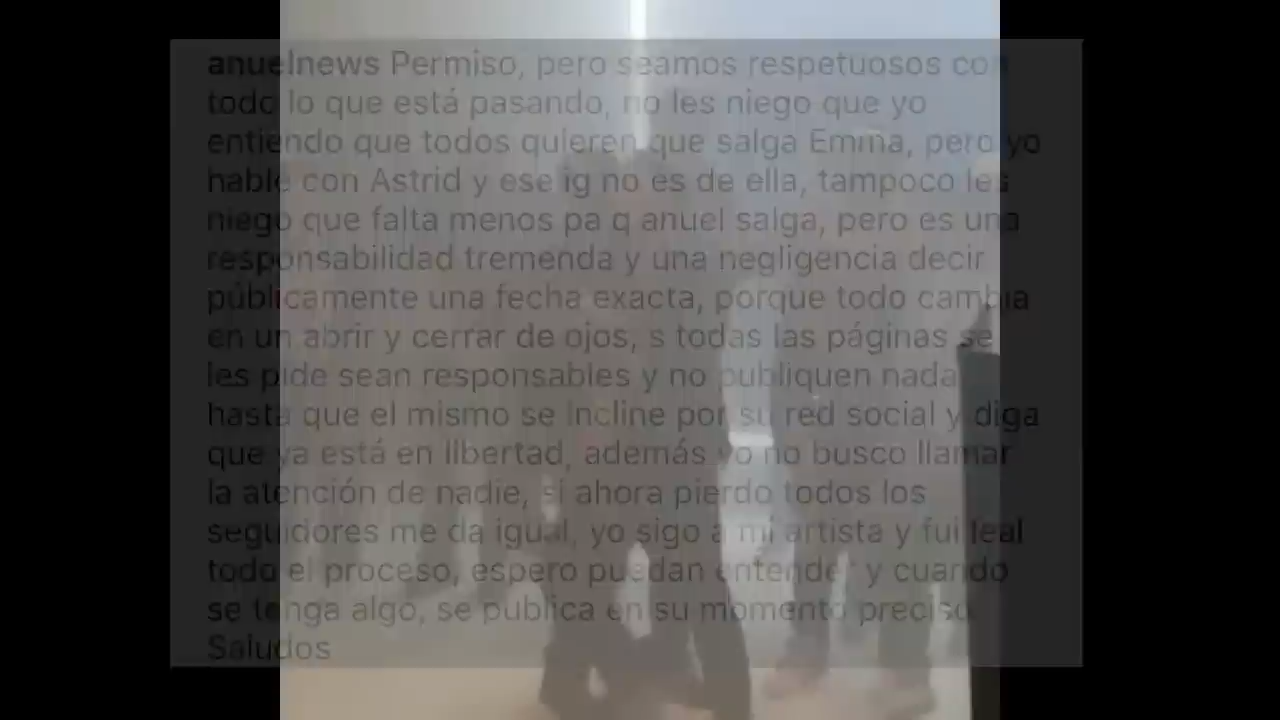 anuelnews Permiso, pero seamos respetuosos con
todo lo que está pasando, no les niego que yo
entiendo que todos quieren que salga Emma, pero yo
hable con Astrid y ese ig no es de ella, tampoco les
niego que falta menos pa q anuel salga, pero es una
responsabilidad tremenda y una negligencia decir
públicamente una fecha exacta, porque todo cambia
en un abrir y cerrar de ojos, s todas las páginas se
les pide sean responsables y no publiquen nada
hasta que el mismo se incline por su red social y diga
que ya está en libertad, además yo no busco llamar
la atención de nadie, si ahora pierdo todos los
seguidores me da igual, yo sigo a mi artista y fui leal
todo el proceso, espero puedan entender y cuando
se tenga algo, se publica en su momento preciso
Saludos